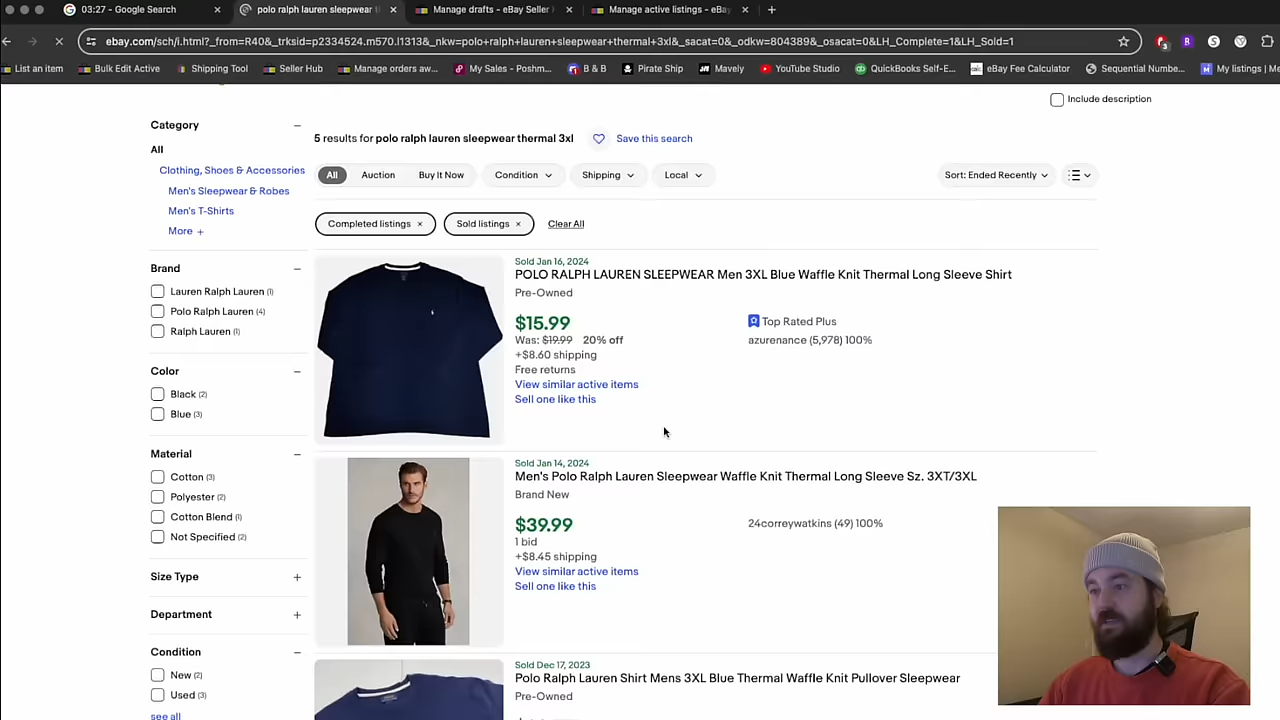 03:27 - Google Search
polo ralph lauren sleepwear t
Manage drafts - eBay Seller
Manage active listings - eBay
ebay.com/sch/i.html?_from=R40&_trksid=p2334524.m570.l1313&_nkw=polo+ralph+lauren+sleepwear+thermal+3xl&_sacat=0&_odkw=804389&_osacat=0&LH_Complete=1&LH_Sold=1
List an item
Bulk Edit Active
Shipping Tool
Seller Hub
Manage orders aw...
My Sales - Poshm...
B & B
Pirate Ship
Mavely
YouTube Studio
QuickBooks Self-E...
eBay Fee Calculator
Sequential Numbe...
My listings | Me
Include description
Category
All
Clothing, Shoes & Accessories
Men's Sleepwear & Robes
Men's T-Shirts
More +
Brand
Lauren Ralph Lauren (1)
Polo Ralph Lauren (4)
Ralph Lauren (1)
Color
Black (2)
Blue (3)
Material
Cotton (3)
Polyester (2)
Cotton Blend (1)
Not Specified (2)
Size Type
Department
Condition
New (2)
Used (3)
see all
5 results for polo ralph lauren sleepwear thermal 3xl
Save this search
All
Auction
Buy It Now
Condition
Shipping
Local
Sort: Ended Recently
Completed listings ×
Sold listings ×
Clear All
Sold Jan 16, 2024
POLO RALPH LAUREN SLEEPWEAR Men 3XL Blue Waffle Knit Thermal Long Sleeve Shirt
Pre-Owned
$15.99
Was: $19.99 20% off
+$8.60 shipping
Free returns
View similar active items
Sell one like this
Top Rated Plus
azurenance (5,978) 100%
Sold Jan 14, 2024
Men's Polo Ralph Lauren Sleepwear Waffle Knit Thermal Long Sleeve Sz. 3XT/3XL
Brand New
$39.99
1 bid
+$8.45 shipping
View similar active items
Sell one like this
24correywatkins (49) 100%
Sold Dec 17, 2023
Polo Ralph Lauren Shirt Mens 3XL Blue Thermal Waffle Knit Pullover Sleepwear
Pre-Owned